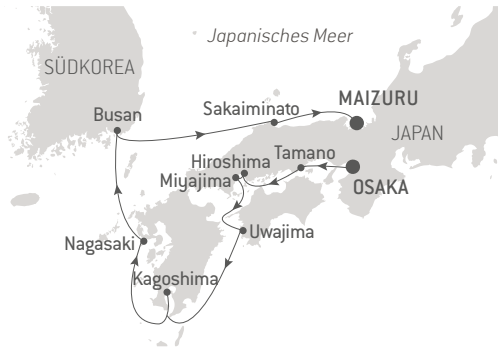 Japanisches Meer
SÜDKOREA
Busan
Sakaiminato
MAIZURU
JAPAN
Hiroshima
Tamano
Miyajima
OSAKA
Uwajima
Nagasaki
Kagoshima